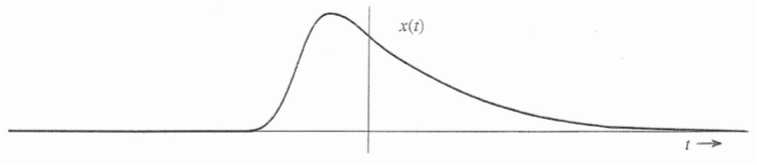 x(t)
t →